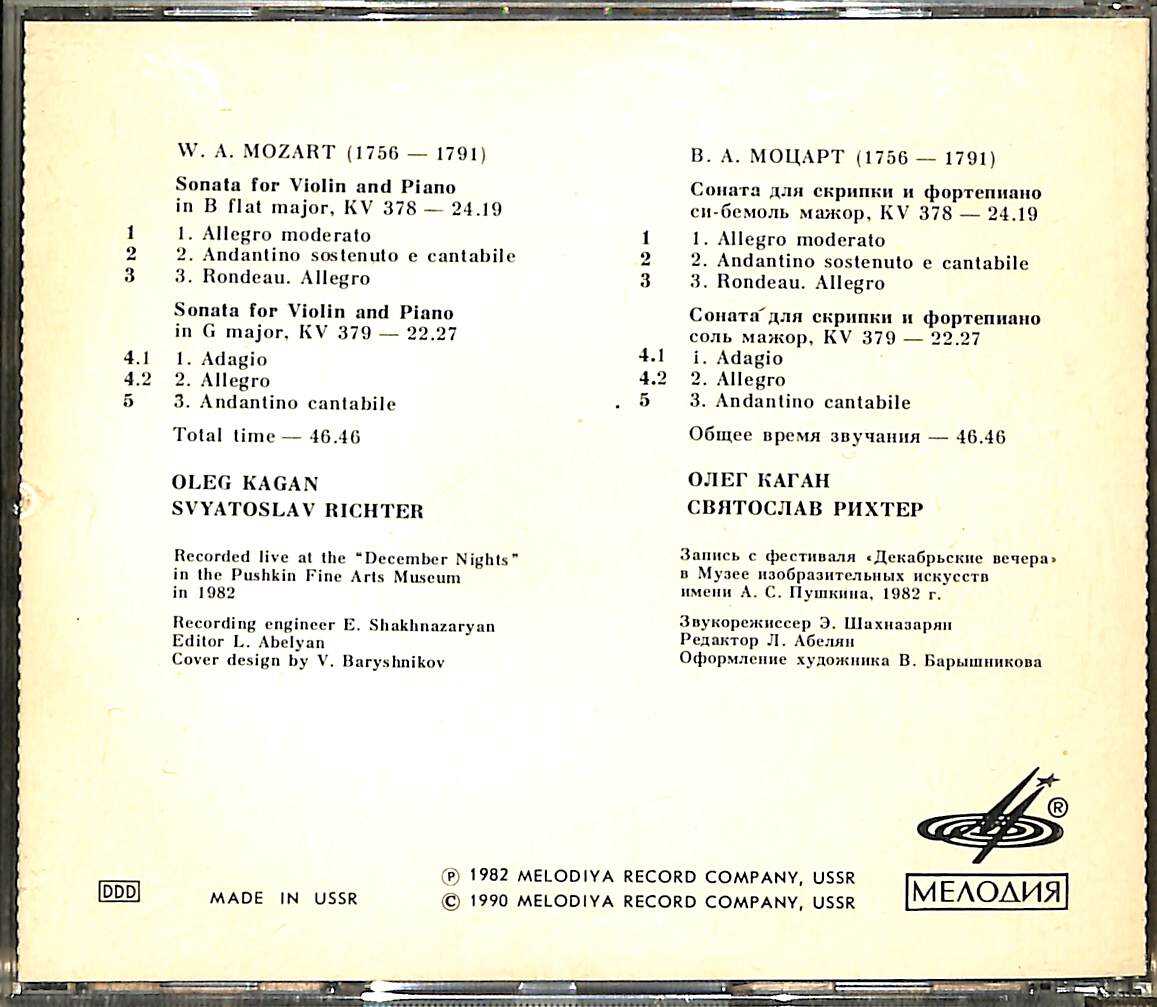 W. A. MOZART (1756 — 1791)
Sonata for Violin and Piano
in B flat major, KV 378 — 24.19
1 1. Allegro moderato
2 2. Andantino sostenuto e cantabile
3 3. Rondeau. Allegro
Sonata for Violin and Piano
in G major, KV 379 — 22.27
4.1 1. Adagio
4.2 2. Allegro
5 3. Andantino cantabile
Total time — 46.46
OLEG KAGAN
SVYATOSLAV RICHTER
Recorded live at the "December Nights"
in the Pushkin Fine Arts Museum
in 1982
Recording engineer E. Shakhnazaryan
Editor L. Abelyan
Cover design by V. Baryshnikov
В. А. МОЦАРТ (1756 — 1791)
Соната для скрипки и фортепиано
си-бемоль мажор, KV 378 — 24.19
1 1. Allegro moderato
2 2. Andantino sostenuto e cantabile
3 3. Rondeau. Allegro
Соната для скрипки и фортепиано
соль мажор, KV 379 — 22.27
4.1 1. Adagio
4.2 2. Allegro
5 3. Andantino cantabile
Общее время звучания — 46.46
ОЛЕГ КАГАН
СВЯТОСЛАВ РИХТЕР
Запись с фестиваля «Декабрьские вечера»
в Музее изобразительных искусств
имени А. С. Пушкина, 1982 г.
Звукорежиссер Э. Шахназарян
Редактор Л. Абелян
Оформление художника В. Барышникова
DDD
MADE IN USSR
Ⓟ 1982 MELODIYA RECORD COMPANY, USSR
© 1990 MELODIYA RECORD COMPANY, USSR
®
МЕЛОДИЯ